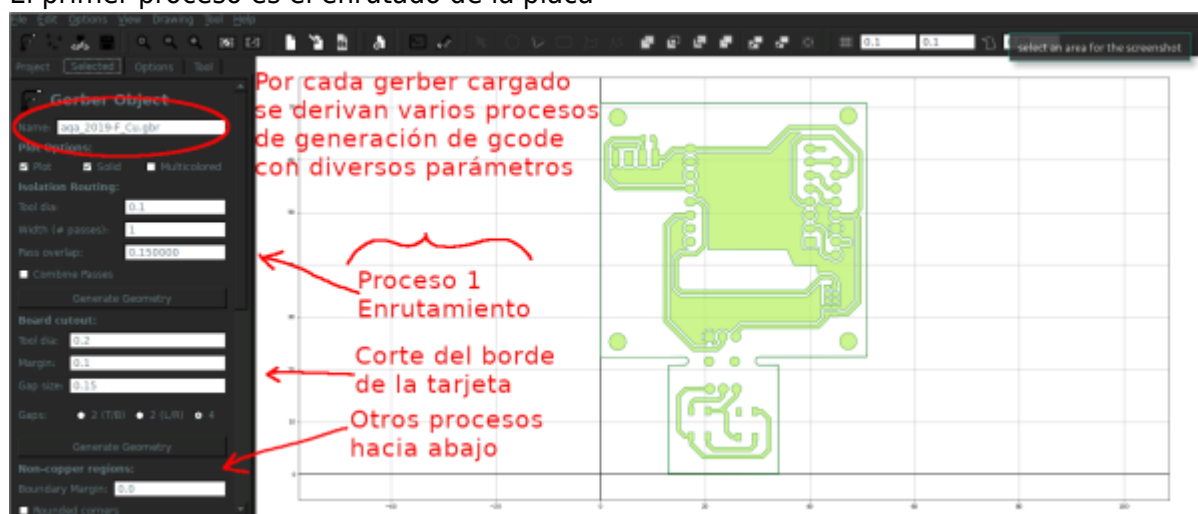 El primer proceso es el enrutado de la placa
File Edit Options View Drawing Tool Help
0.1 0.1
select an area for the screenshot
Project Selected Options Tool
Gerber Object
Name: aqa_2019-F_Cu.gbr
Plot Options:
Plot Solid Multicolored
Isolation Routing:
Tool dia: 0.1
Width (# passes): 1
Pass overlap: 0.150000
Combine Passes
Generate Geometry
Board cutout:
Tool dia: 0.2
Margin: 0.1
Gap size: 0.15
Gaps: 2 (T/B) 2 (L/R) 4
Generate Geometry
Non-copper regions:
Boundary Margin: 0.0
Rounded corners
Por cada gerber cargado
se derivan varios procesos
de generación de gcode
con diversos parámetros
Proceso 1
Enrutamiento
Corte del borde
de la tarjeta
Otros procesos
hacia abajo